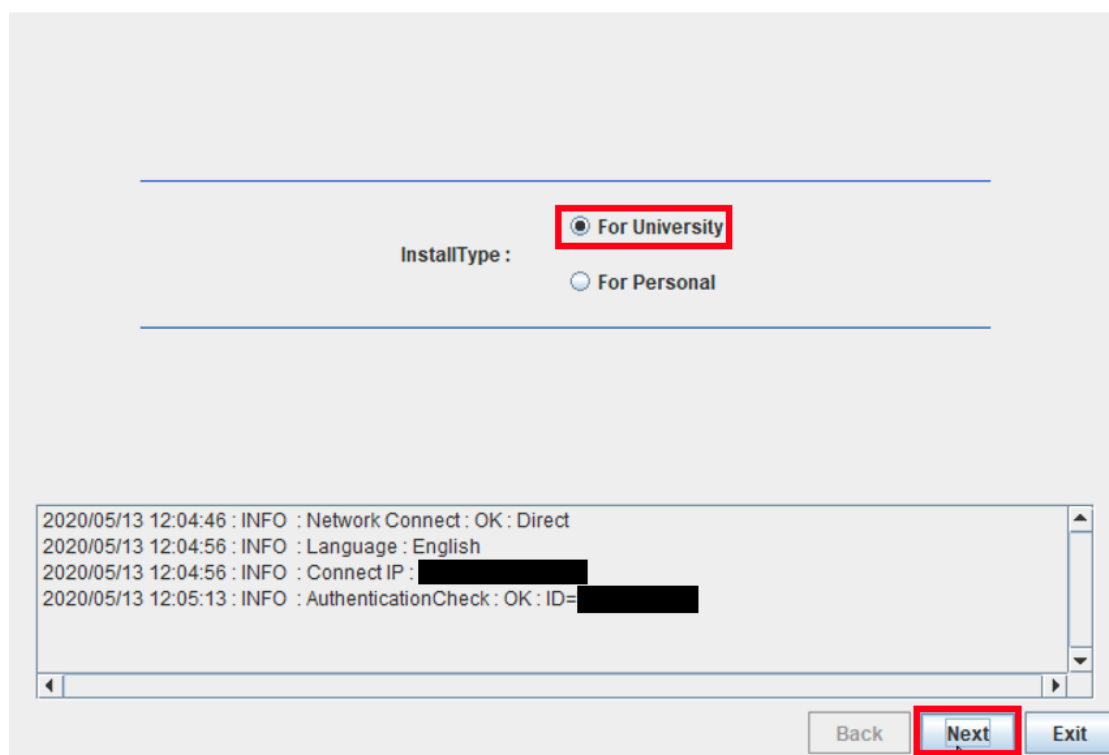 For University
InstallType :
For Personal
2020/05/13 12:04:46 : INFO : Network Connect : OK : Direct
2020/05/13 12:04:56 : INFO : Language : English
2020/05/13 12:04:56 : INFO : Connect IP :
2020/05/13 12:05:13 : INFO : AuthenticationCheck : OK : ID=
Back Next Exit